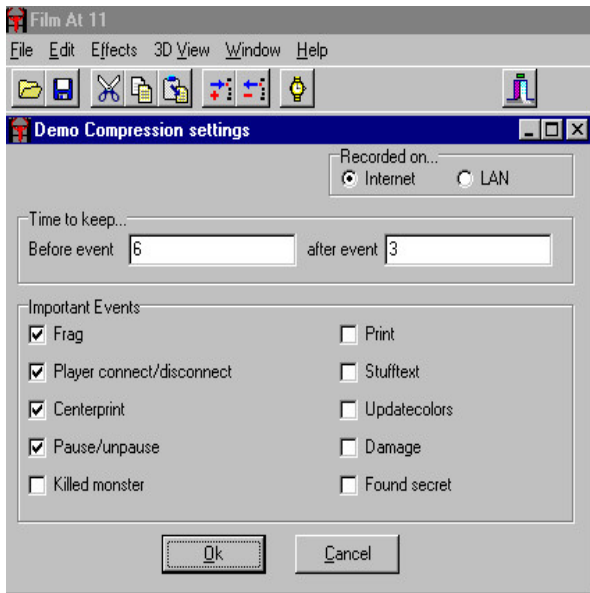 Film At 11
File Edit Effects 3D View Window Help
Demo Compression settings
Recorded on...
Internet LAN
Time to keep...
Before event 6 after event 3
Important Events
Frag Print
Player connect/disconnect Stufftext
Centerprint Updatecolors
Pause/unpause Damage
Killed monster Found secret
Ok Cancel